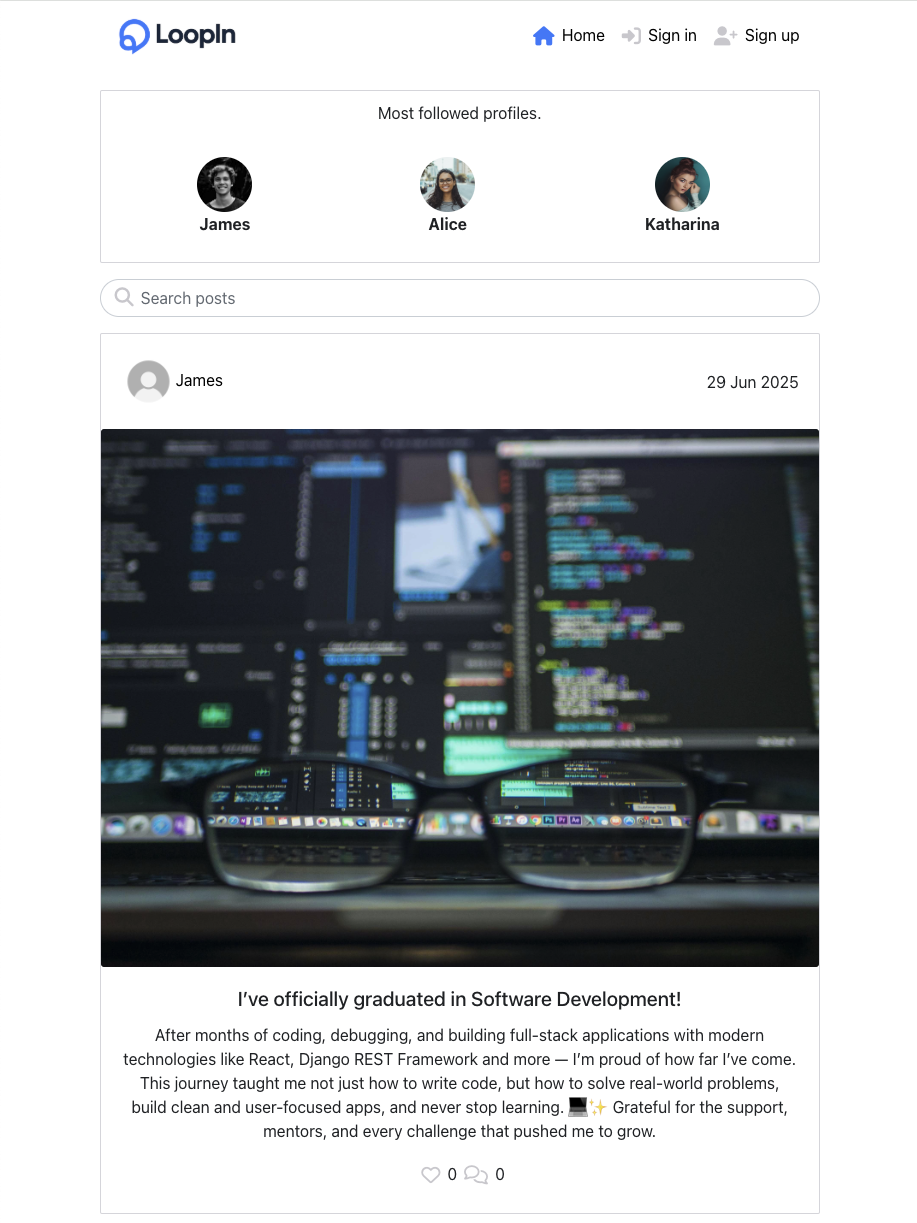 LoopIn
Home Sign in Sign up
Most followed profiles.
James Alice Katharina
Search posts
James
29 Jun 2025
I’ve officially graduated in Software Development!
After months of coding, debugging, and building full-stack applications with modern
technologies like React, Django REST Framework and more — I’m proud of how far I’ve come.
This journey taught me not just how to write code, but how to solve real-world problems,
build clean and user-focused apps, and never stop learning. 💻✨ Grateful for the support,
mentors, and every challenge that pushed me to grow.
0 0